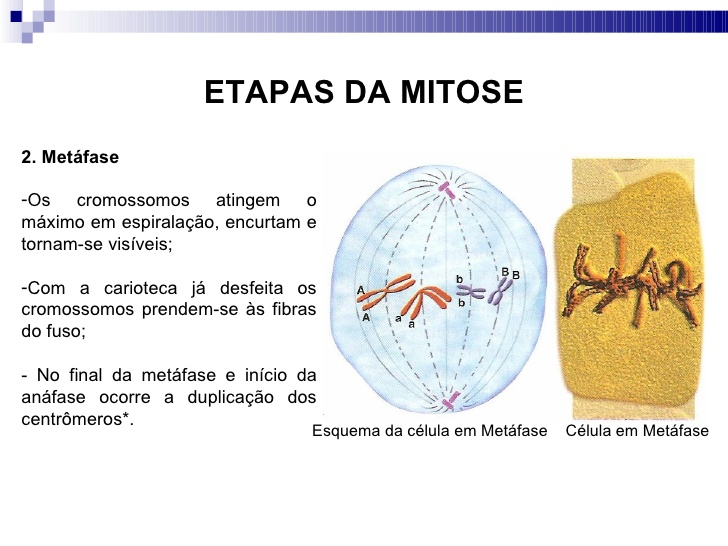 ETAPAS DA MITOSE
2. Metáfase
-Os cromossomos atingem o
máximo em espiralação, encurtam e
tornam-se visíveis;
-Com a carioteca já desfeita os
cromossomos prendem-se às fibras
do fuso;
- No final da metáfase e início da
anáfase ocorre a duplicação dos
centrômeros*.
A
A
a
a
b
b
B B
Esquema da célula em Metáfase
Célula em Metáfase